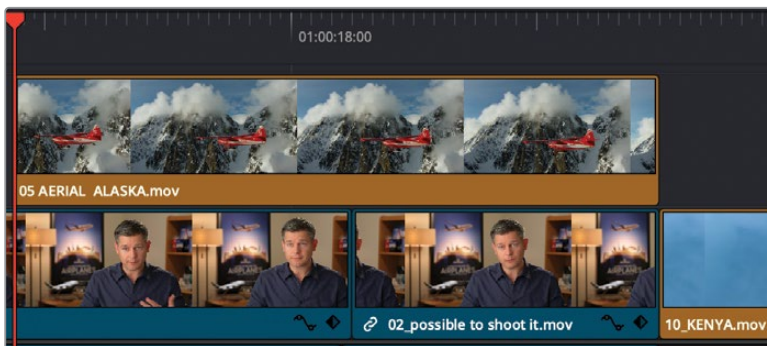 01:00:18:00
05 AERIAL ALASKA.mov
02_possible to shoot it.mov
10_KENYA.mov